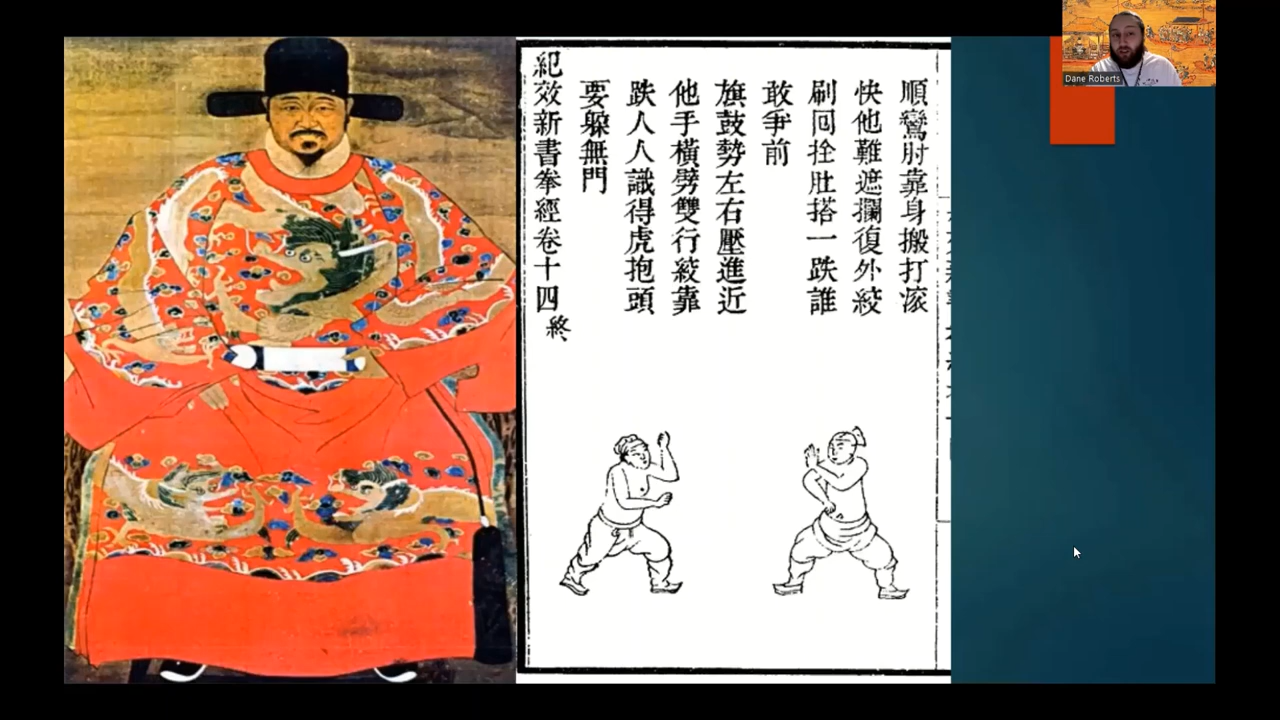 順鸞肘靠身搬打滾
快他難遮攔復外絞
刷回拴肚搭一跌誰
敢爭前
旗鼓勢左右壓進近
他手橫劈雙行絞靠
跌人人識得虎抱頭
要躲無門
紀效新書拳經卷十四終
Dane Roberts